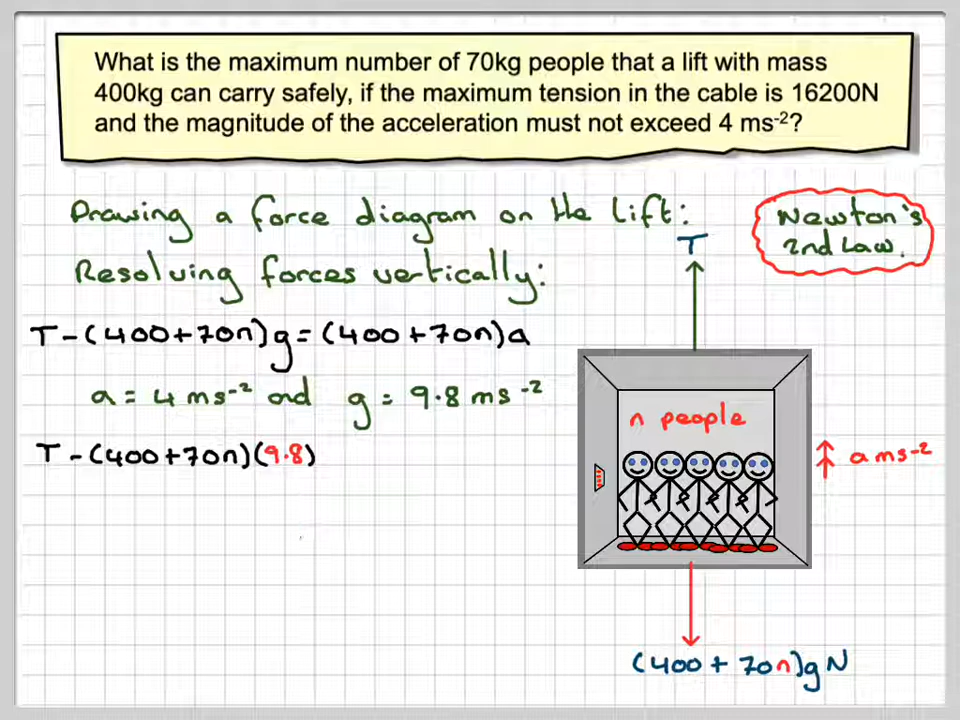 What is the maximum number of 70kg people that a lift with mass
400kg can carry safely, if the maximum tension in the cable is 16200N
and the magnitude of the acceleration must not exceed 4 ms⁻²?
Drawing a force diagram on the lift:
Resolving forces vertically:
T-(400+70n)g=(400+70n)a
a = 4 ms⁻² and g = 9.8 ms⁻²
T-(400+70n)(9.8)
Newton's
2nd Law.
T
n people
a ms⁻²
(400+70n)g N